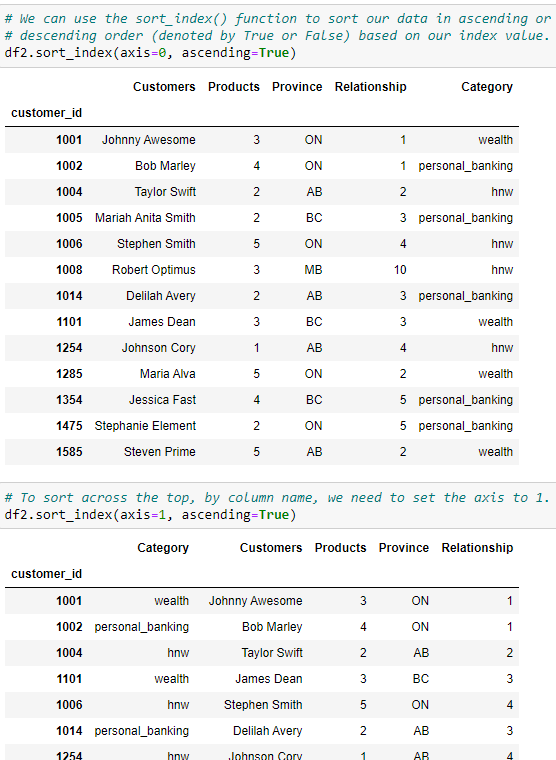 # We can use the sort_index() function to sort our data in ascending or
# descending order (denoted by True or False) based on our index value.
df2.sort_index(axis=0, ascending=True)
Customers Products Province Relationship Category
customer_id
1001 Johnny Awesome 3 ON 1 wealth
1002 Bob Marley 4 ON 1 personal_banking
1004 Taylor Swift 2 AB 2 hnw
1005 Mariah Anita Smith 2 BC 3 personal_banking
1006 Stephen Smith 5 ON 4 hnw
1008 Robert Optimus 3 MB 10 hnw
1014 Delilah Avery 2 AB 3 personal_banking
1101 James Dean 3 BC 3 wealth
1254 Johnson Cory 1 AB 4 hnw
1285 Maria Alva 5 ON 2 wealth
1354 Jessica Fast 4 BC 5 personal_banking
1475 Stephanie Element 2 ON 5 personal_banking
1585 Steven Prime 5 AB 2 wealth
# To sort across the top, by column name, we need to set the axis to 1.
df2.sort_index(axis=1, ascending=True)
Category Customers Products Province Relationship
customer_id
1001 wealth Johnny Awesome 3 ON 1
1002 personal_banking Bob Marley 4 ON 1
1004 hnw Taylor Swift 2 AB 2
1101 wealth James Dean 3 BC 3
1006 hnw Stephen Smith 5 ON 4
1014 personal_banking Delilah Avery 2 AB 3
1254 hnw Johnson Cory 1 AB 4